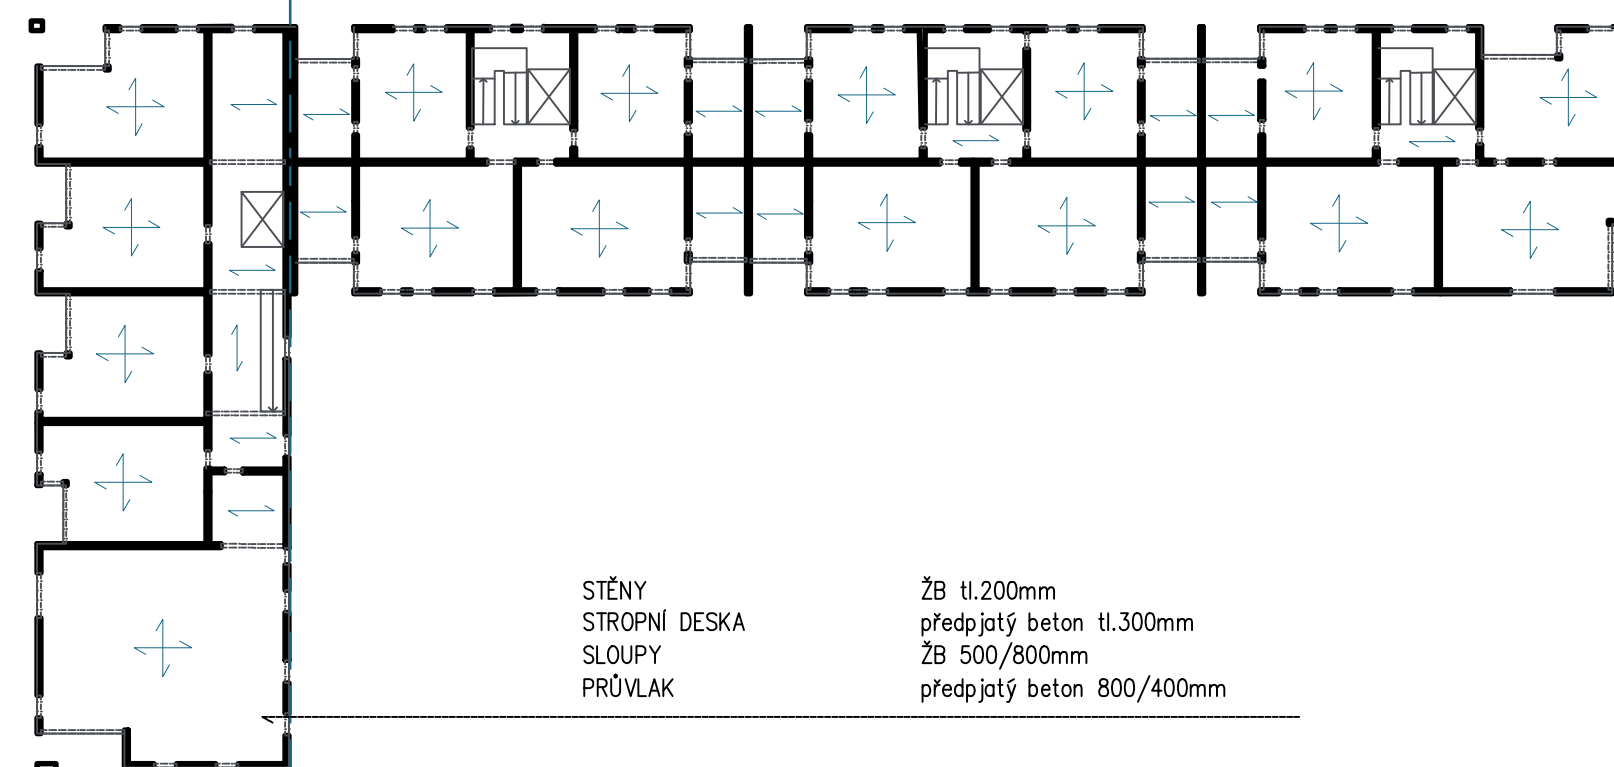 STĚNY ŽB tl.200mm
STROPNÍ DESKA předpjatý beton tl.300mm
SLOUPY ŽB 500/800mm
PRŮVLAK předpjatý beton 800/400mm